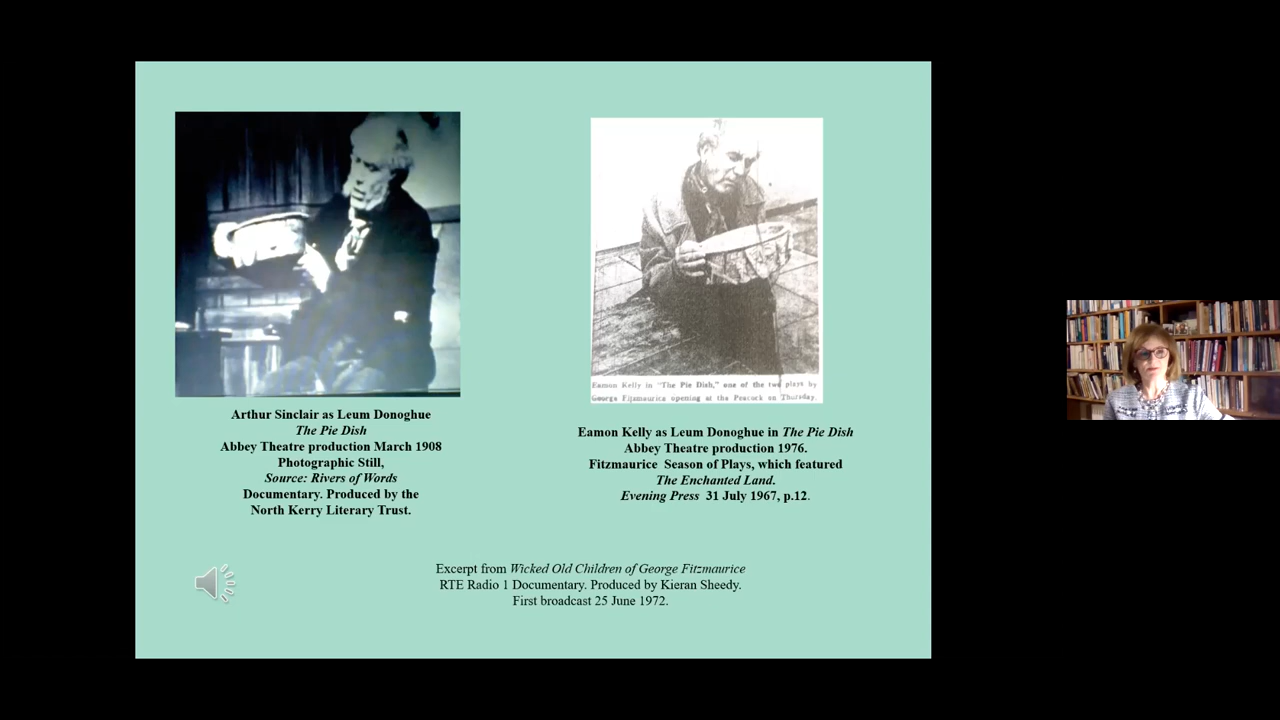 Eamon Kelly in "The Pie Dish," one of the two plays by
George Fitzmaurice opening at the Peacock on Thursday.
Arthur Sinclair as Leum Donoghue
The Pie Dish
Abbey Theatre production March 1908
Photographic Still,
Source: Rivers of Words
Documentary. Produced by the
North Kerry Literary Trust.
Eamon Kelly as Leum Donoghue in The Pie Dish
Abbey Theatre production 1976.
Fitzmaurice Season of Plays, which featured
The Enchanted Land.
Evening Press 31 July 1967, p.12.
Excerpt from Wicked Old Children of George Fitzmaurice
RTE Radio 1 Documentary. Produced by Kieran Sheedy.
First broadcast 25 June 1972.